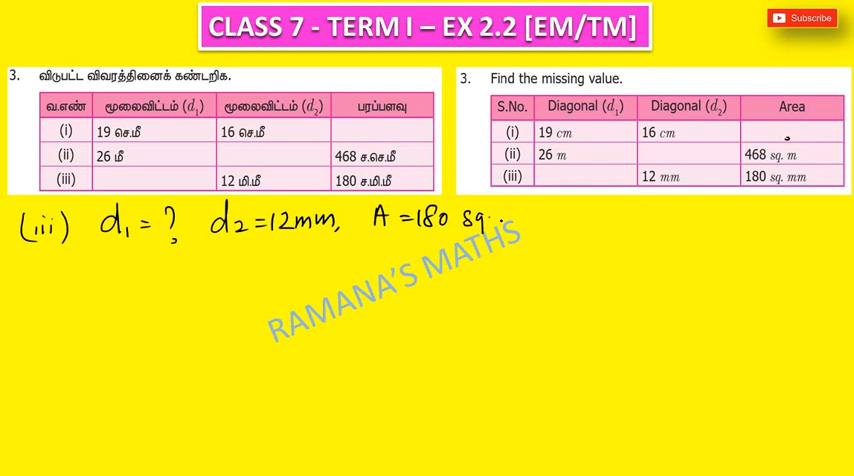 CLASS 7 - TERM I – EX 2.2 [EM/TM]
Subscribe
3. விடுபட்ட விவரத்தினைக் கண்டறிக.
வ.எண் மூலைவிட்டம் (d1) மூலைவிட்டம் (d2) பரப்பளவு
(i) 19 செ.மீ 16 செ.மீ
(ii) 26 மீ 468 ச.செ.மீ
(iii) 12 மி.மீ 180 ச.மி.மீ
3. Find the missing value.
S.No. Diagonal (d1) Diagonal (d2) Area
(i) 19 cm 16 cm
(ii) 26 m 468 sq. m
(iii) 12 mm 180 sq. mm
(iii) d1 = ? d2 = 12mm, A = 180 sq.
RAMANA'S MATHS